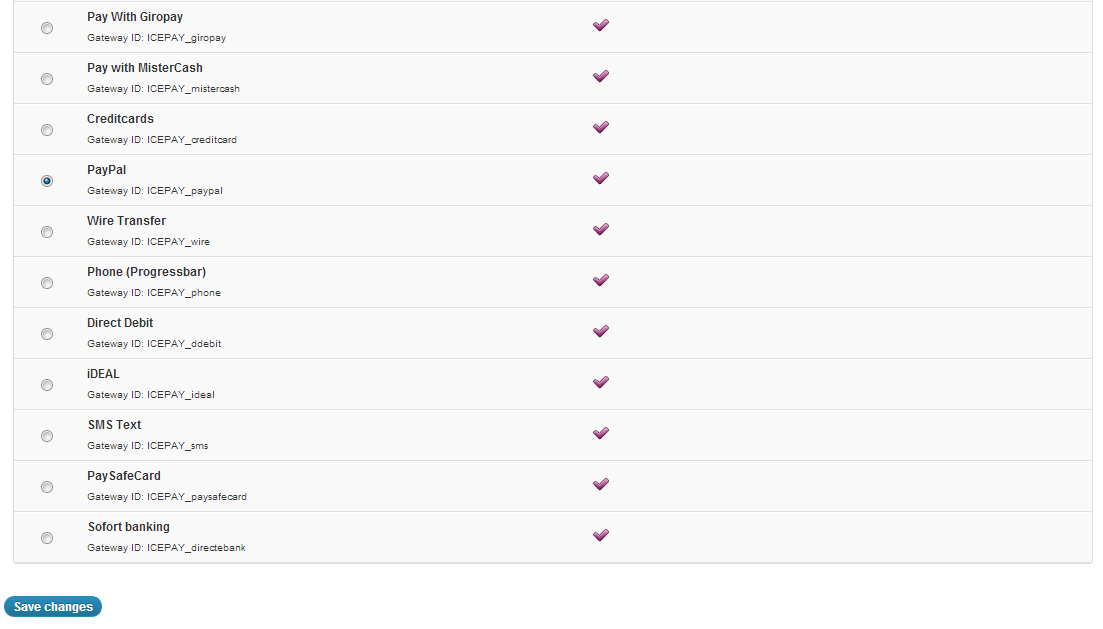 Pay With Giropay
Gateway ID: ICEPAY_giropay
Pay with MisterCash
Gateway ID: ICEPAY_mistercash
Creditcards
Gateway ID: ICEPAY_creditcard
PayPal
Gateway ID: ICEPAY_paypal
Wire Transfer
Gateway ID: ICEPAY_wire
Phone (Progressbar)
Gateway ID: ICEPAY_phone
Direct Debit
Gateway ID: ICEPAY_ddebit
iDEAL
Gateway ID: ICEPAY_ideal
SMS Text
Gateway ID: ICEPAY_sms
PaySafeCard
Gateway ID: ICEPAY_paysafecard
Sofort banking
Gateway ID: ICEPAY_directebank
Save changes